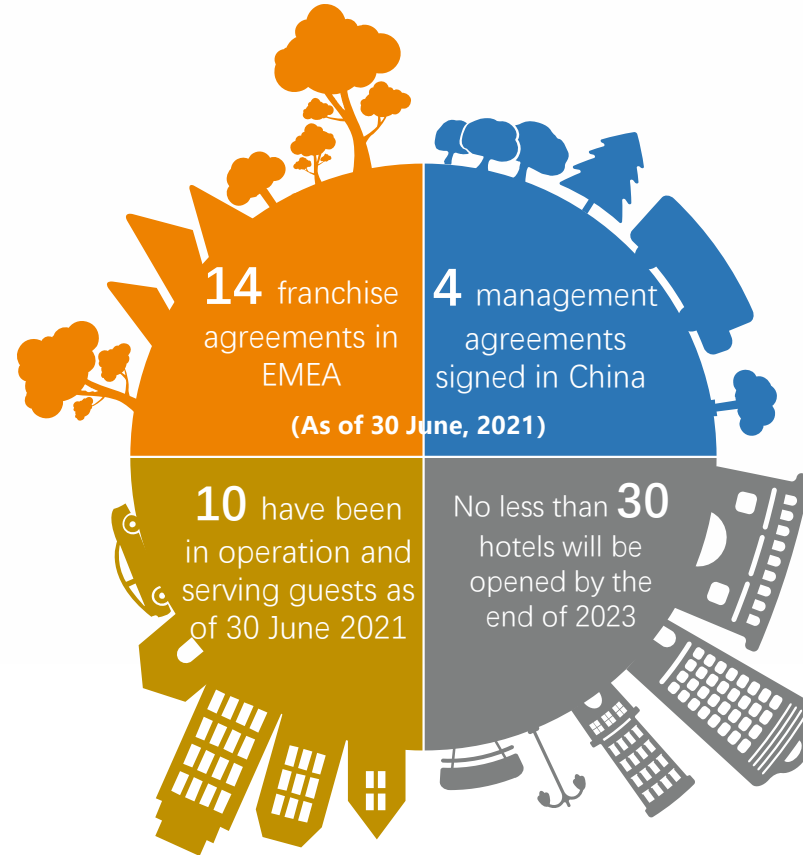 14 franchise
agreements in
EMEA
4 management
agreements
signed in China
(As of 30 June, 2021)
10 have been
in operation and
serving guests as
of 30 June 2021
No less than 30
hotels will be
opened by the
end of 2023